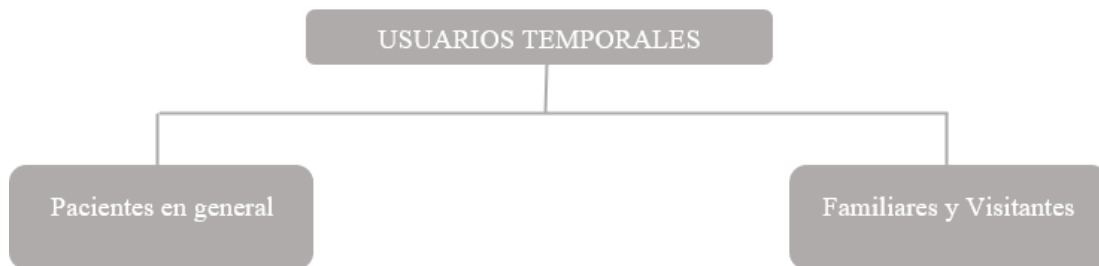 USUARIOS TEMPORALES
Pacientes en general
Familiares y Visitantes